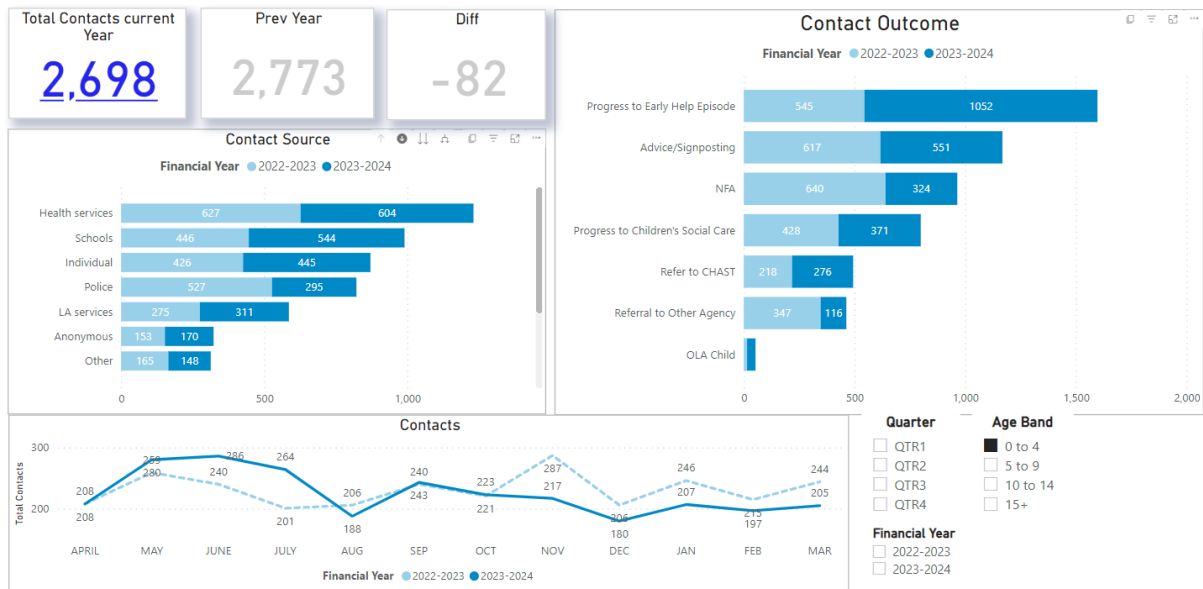 Total Contacts current
Year
2,698
Prev Year
2,773
Diff
-82
Contact Source
Financial Year 2022-2023 2023-2024
Health services 627 604
Schools 446 544
Individual 426 445
Police 527 295
LA services 275 311
Anonymous 153 170
Other 165 148
0 500 1,000
Contact Outcome
Financial Year 2022-2023 2023-2024
Progress to Early Help Episode 545 1052
Advice/Signposting 617 551
NFA 640 324
Progress to Children's Social Care 428 371
Refer to CHAST 218 276
Referral to Other Agency 347 116
OLA Child
0 500 1,000 1,500 2,000
Contacts
Total Contacts
300
200
208 259 286 264 206 240 223 287 206 246 215 244
208 280 240 201 188 243 221 217 180 207 197 205
APRIL MAY JUNE JULY AUG SEP OCT NOV DEC JAN FEB MAR
Financial Year 2022-2023 2023-2024
Quarter
QTR1
QTR2
QTR3
QTR4
Age Band
0 to 4
5 to 9
10 to 14
15+
Financial Year
2022-2023
2023-2024